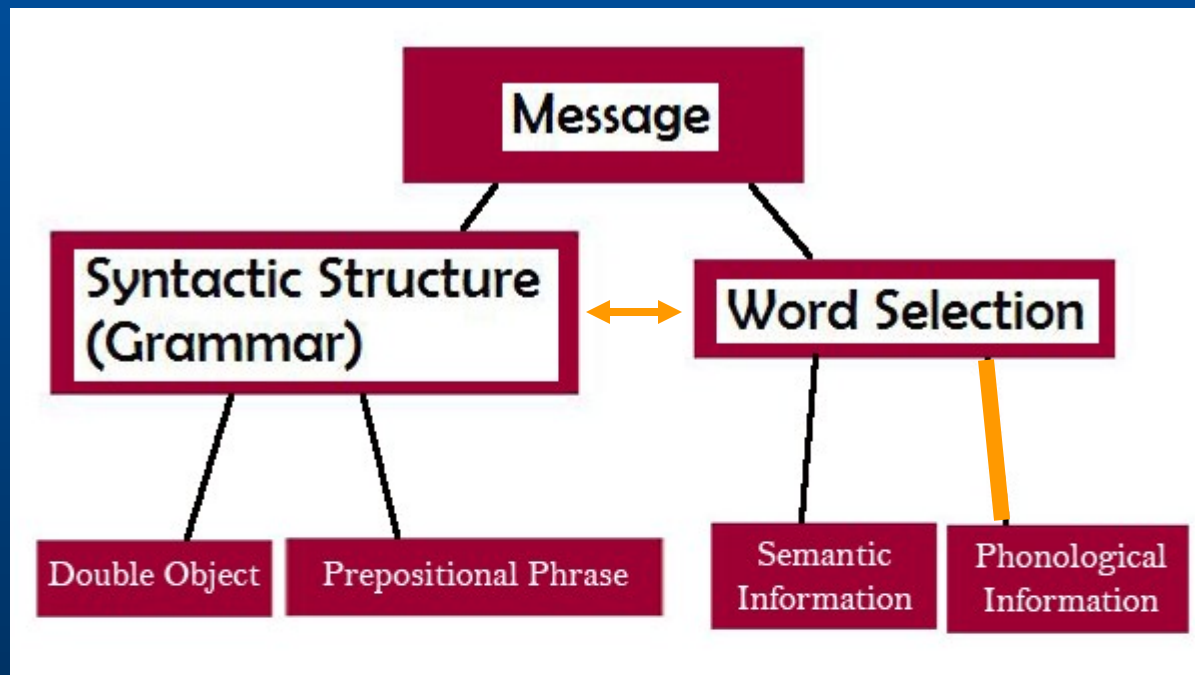 Message
Syntactic Structure
(Grammar)
Word Selection
Double Object
Prepositional Phrase
Semantic
Information
Phonological
Information